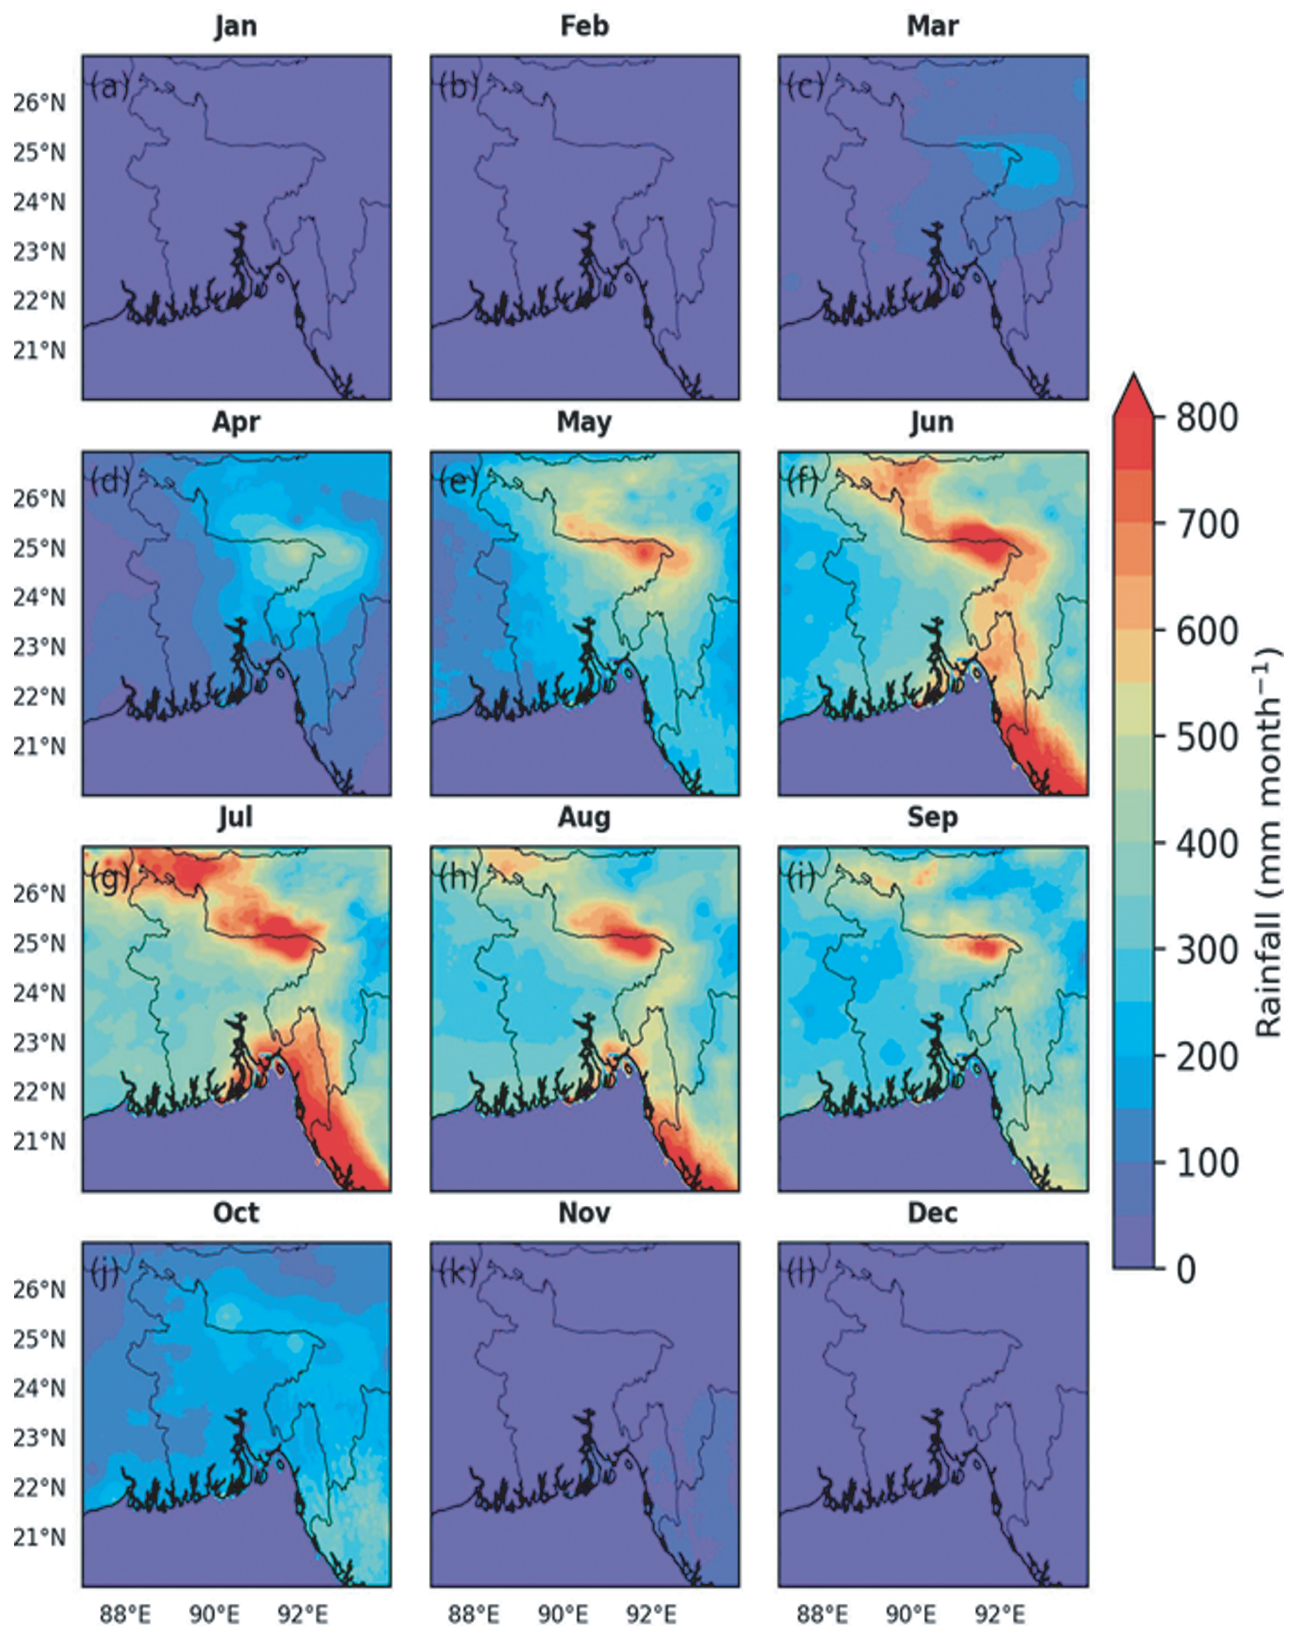 Jan Feb Mar
(a) (b) (c)
26°N
25°N
24°N
23°N
22°N
21°N
Apr May Jun
(d) (e) (f)
26°N
25°N
24°N
23°N
22°N
21°N
Jul Aug Sep
(g) (h) (i)
26°N
25°N
24°N
23°N
22°N
21°N
Oct Nov Dec
(j) (k) (l)
26°N
25°N
24°N
23°N
22°N
21°N
88°E 90°E 92°E 88°E 90°E 92°E 88°E 90°E 92°E
800
700
600
500
400
300
200
100
0
Rainfall (mm month⁻¹)